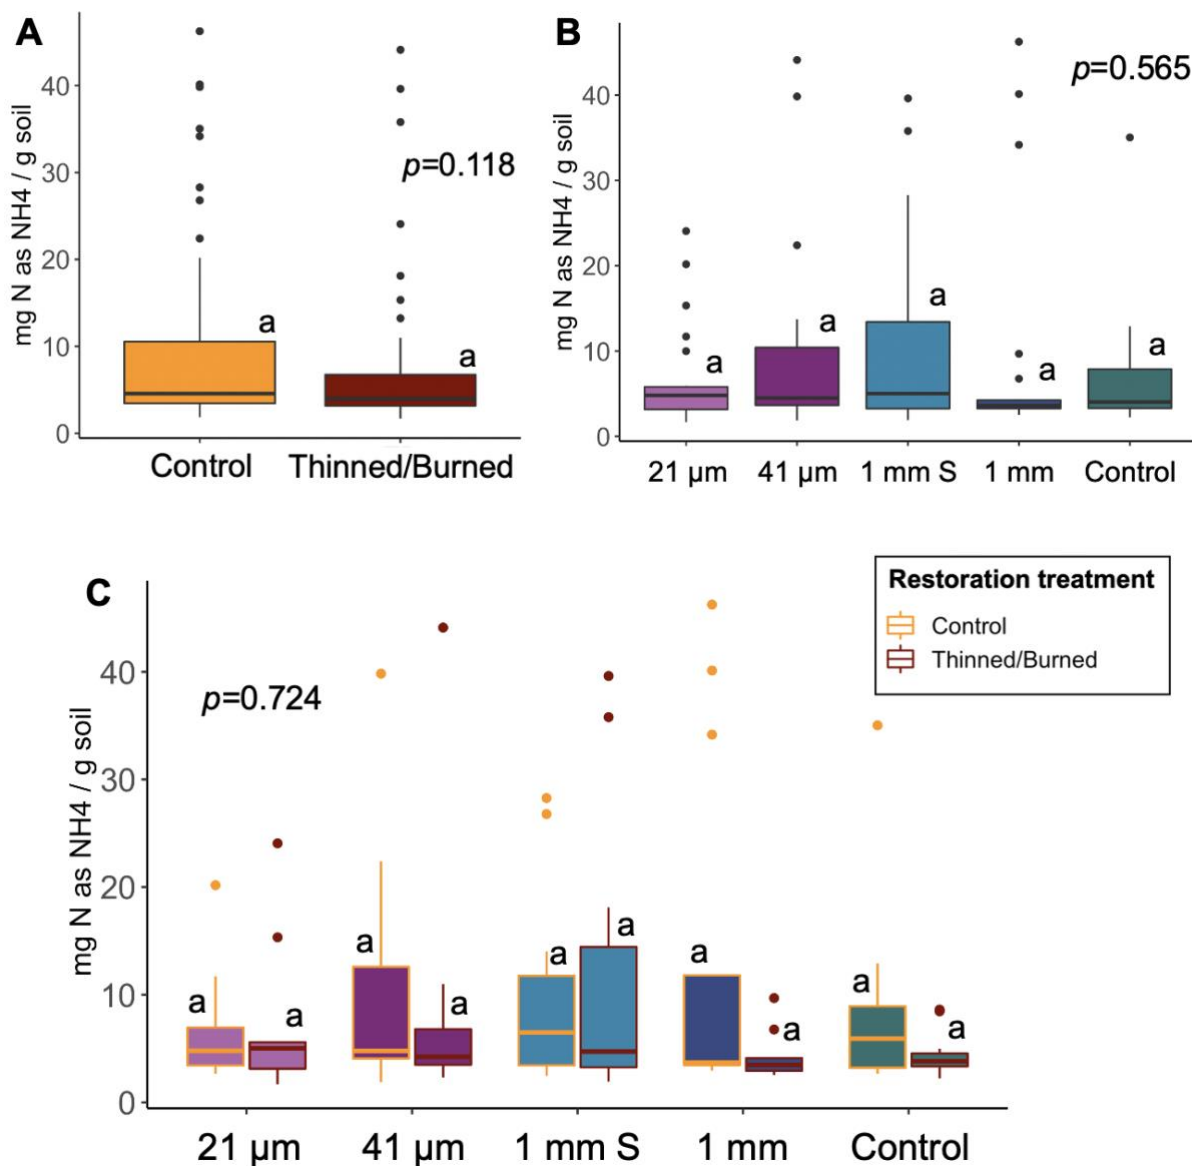 A
mg N as NH4 / g soil
40
30
20
10
0
p=0.118
a
a
Control
Thinned/Burned
B
mg N as NH4 / g soil
40
30
20
10
0
p=0.565
a
a
a
a
a
21 µm
41 µm
1 mm S
1 mm
Control
C
mg N as NH4 / g soil
40
30
20
10
0
p=0.724
a
a
a
a
a
a
a
a
a
a
21 µm
41 µm
1 mm S
1 mm
Control
Restoration treatment
Control
Thinned/Burned